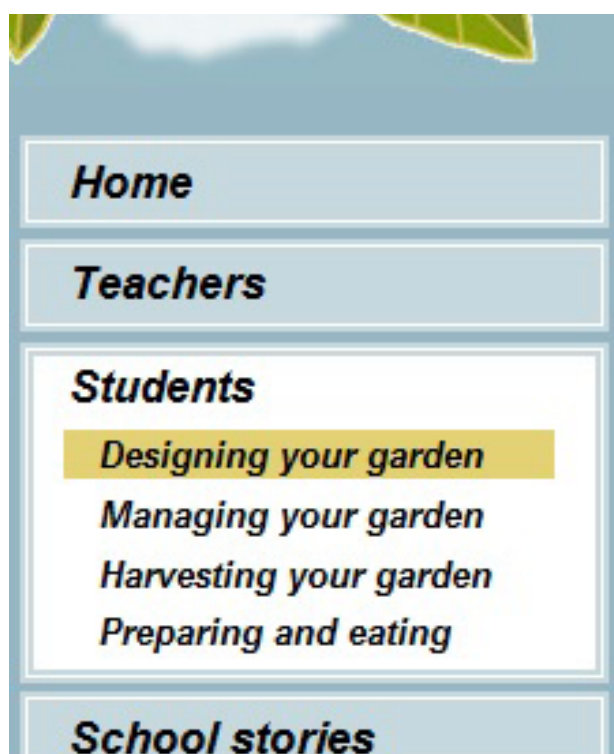 Home
Teachers
Students
Designing your garden
Managing your garden
Harvesting your garden
Preparing and eating
School stories